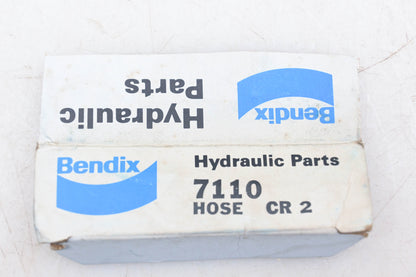 Hydraulic
Parts
Bendix
Bendix
Hydraulic Parts
7110
HOSE CR 2